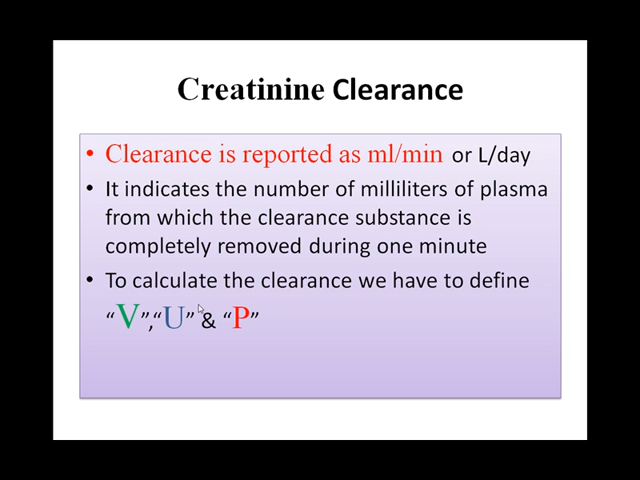 Creatinine Clearance
• Clearance is reported as ml/min or L/day
• It indicates the number of milliliters of plasma
from which the clearance substance is
completely removed during one minute
• To calculate the clearance we have to define
“V”,“U” & “P”